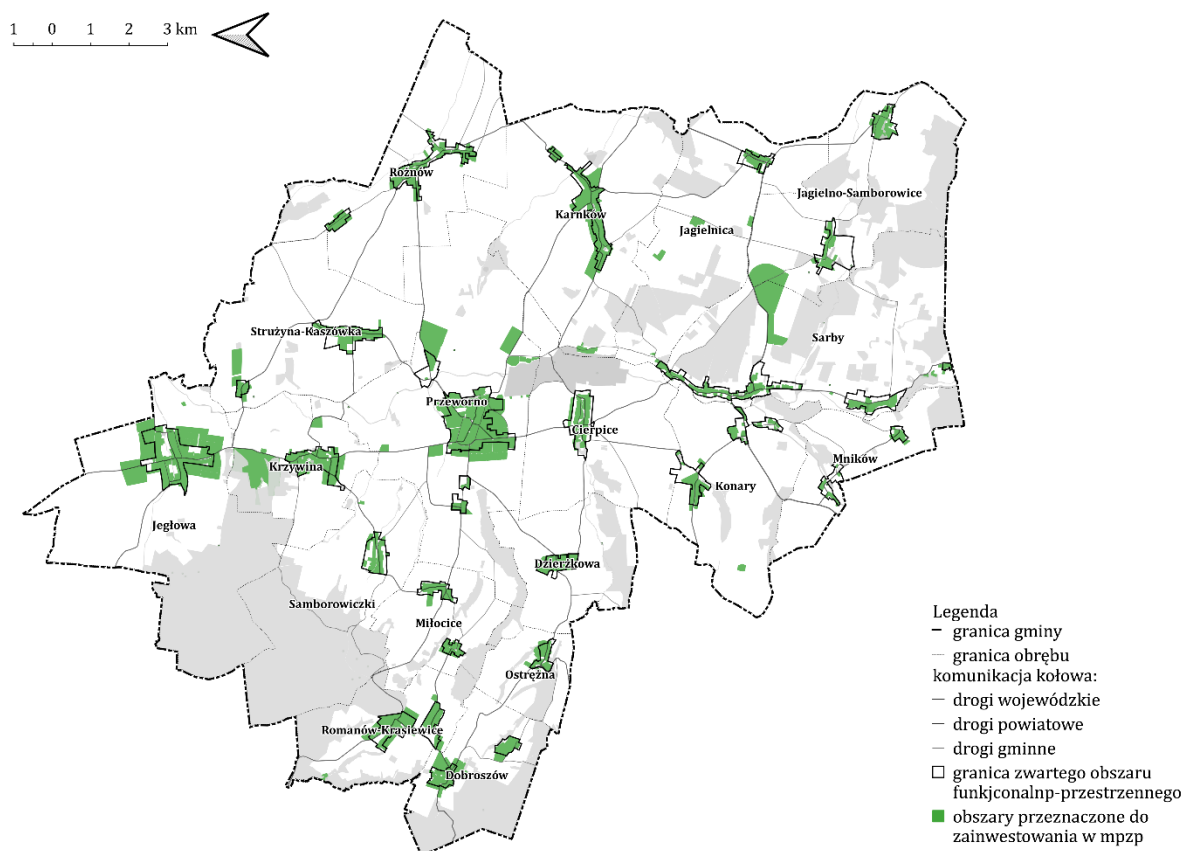 1 0 1 2 3 km
Rożnów
Karnków
Jagielno-Samborowice
Jagielnica
Strużyna-Kaszówka
Sarby
Przeworno
Cierpice
Krzywina
Mników
Konary
Jegłowa
Dzierzkowa
Samborowiczki
Miłocice
Ostrężna
Romanów-Krasiewice
Dobroszów
Legenda
granica gminy
granica obrębu
komunikacja kołowa:
drogi wojewódzkie
drogi powiatowe
drogi gminne
granica zwartego obszaru
funkjconalnp-przestrzennego
obszary przeznaczone do
zainwestowania w mpzp